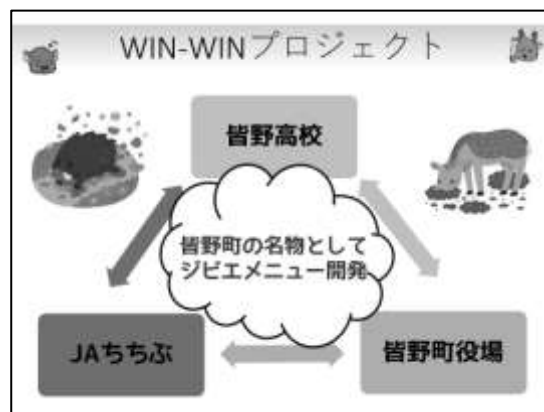 WIN-WINプロジェクト
皆野高校
皆野町の名物として
ジビエメニュー開発
JAちちぶ
皆野町役場